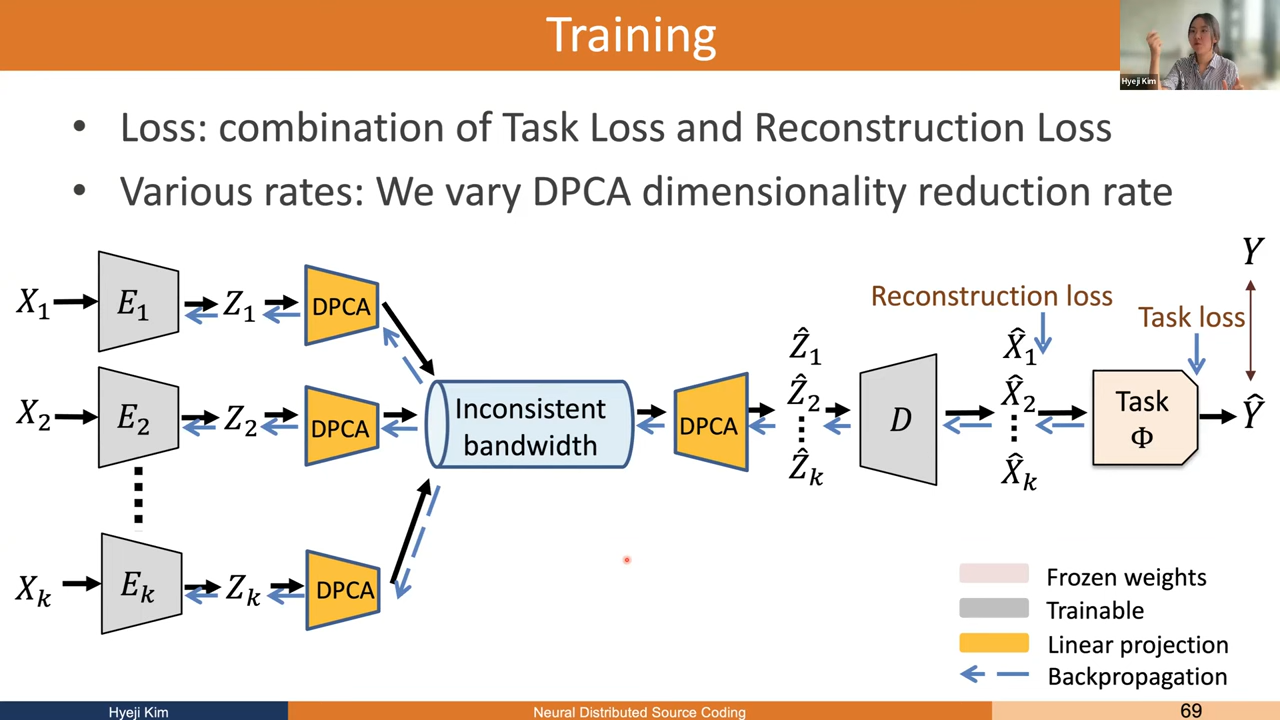 Training
Hyeji Kim
• Loss: combination of Task Loss and Reconstruction Loss
• Various rates: We vary DPCA dimensionality reduction rate
X₁ E₁ Z₁ DPCA
X₂ E₂ Z₂ DPCA
Xₖ Eₖ Zₖ DPCA
Inconsistent
bandwidth
DPCA
Ẑ₁
Ẑ₂
Ẑₖ
D
Reconstruction loss
X̂₁
X̂₂
X̂ₖ
Task loss
Task
Φ
Y
Ŷ
Frozen weights
Trainable
Linear projection
Backpropagation
Hyeji Kim
Neural Distributed Source Coding
69